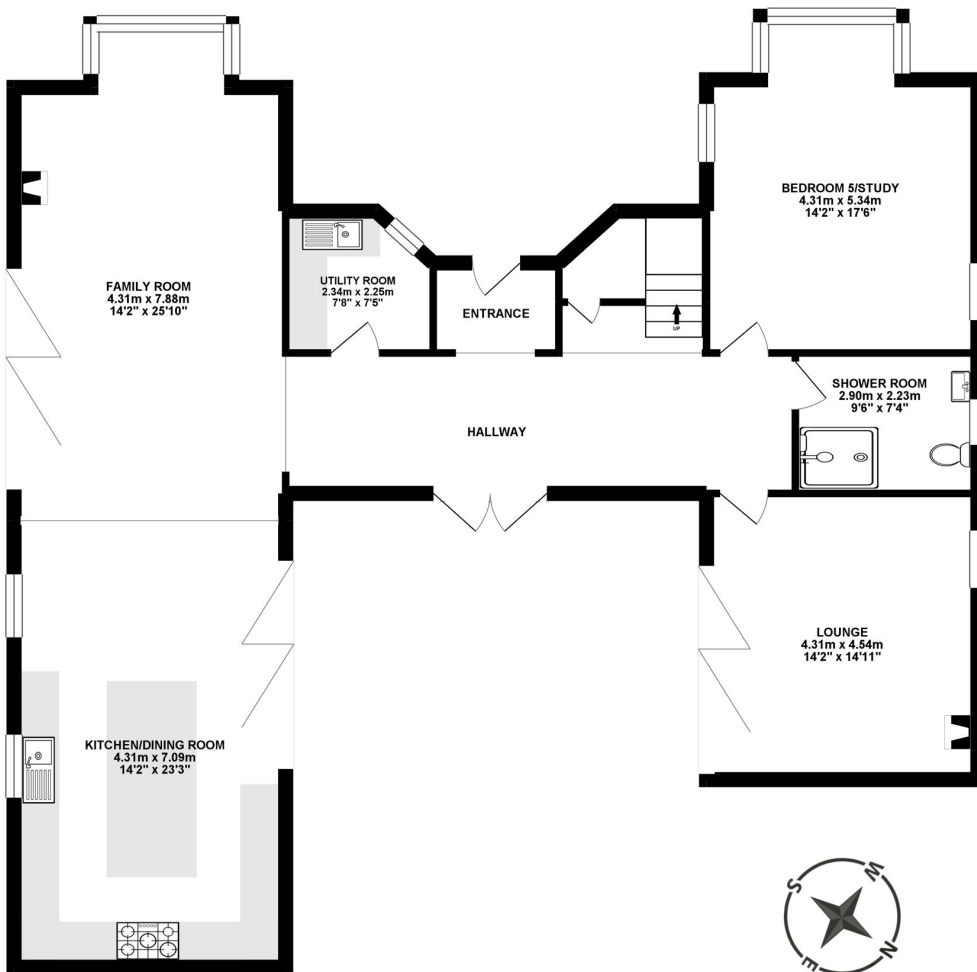 FAMILY ROOM
4.31m x 7.88m
14'2" x 25'10"
UTILITY ROOM
2.34m x 2.25m
7'8" x 7'5"
ENTRANCE
UP
BEDROOM 5/STUDY
4.31m x 5.34m
14'2" x 17'6"
SHOWER ROOM
2.90m x 2.23m
9'6" x 7'4"
HALLWAY
LOUNGE
4.31m x 4.54m
14'2" x 14'11"
KITCHEN/DINING ROOM
4.31m x 7.09m
14'2" x 23'3"
S
W
E
N